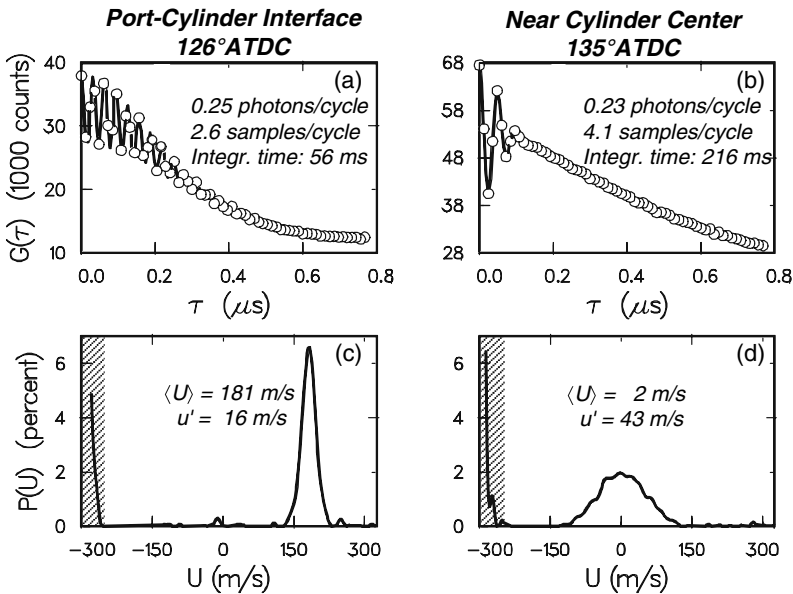 Port-Cylinder Interface
126°ATDC
Near Cylinder Center
135°ATDC
(a)
0.25 photons/cycle
2.6 samples/cycle
Integr. time: 56 ms
G(τ) (1000 counts)
40
30
20
10
0.0 0.2 0.4 0.6 0.8
τ (μs)
(b)
0.23 photons/cycle
4.1 samples/cycle
Integr. time: 216 ms
68
58
48
38
28
0.0 0.2 0.4 0.6 0.8
τ (μs)
(c)
⟨U⟩ = 181 m/s
u' = 16 m/s
P(U) (percent)
6
4
2
0
−300 −150 0 150 300
U (m/s)
(d)
⟨U⟩ = 2 m/s
u' = 43 m/s
6
4
2
0
−300 −150 0 150 300
U (m/s)